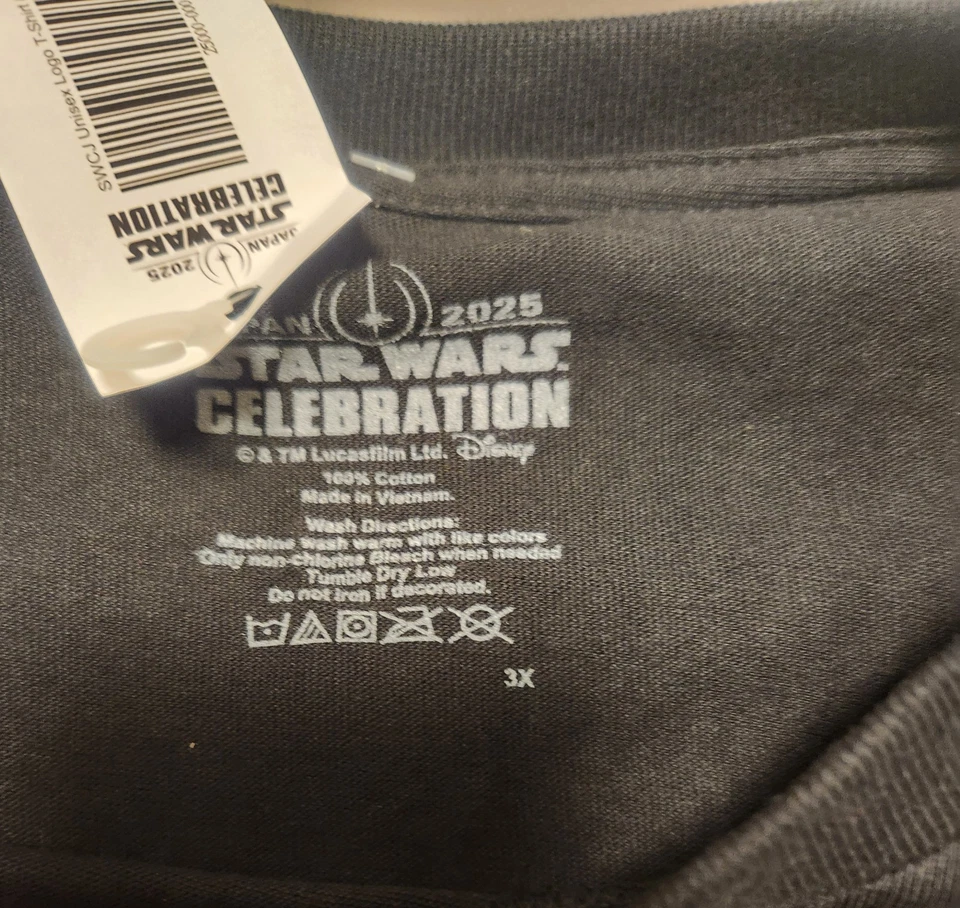 SWCJ Unisex Logo T-Shirt
JAPAN 2025
STAR WARS
CELEBRATION
2025
STAR WARS
CELEBRATION
© & TM Lucasfilm Ltd. Disney
100% Cotton
Made in Vietnam.
Wash Directions:
Machine wash warm with like colors
Only non-chlorine Bleach when needed
Tumble Dry Low
Do not iron if decorated.
3X